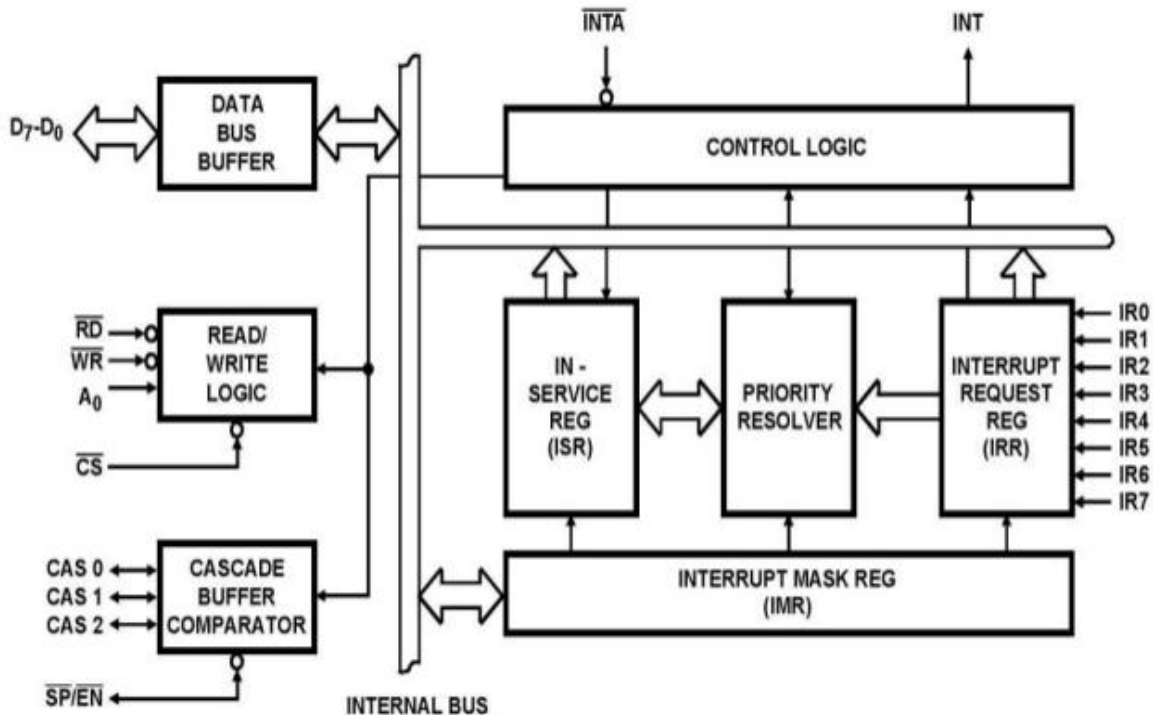 INTA
INT
D7-D0
DATA
BUS
BUFFER
CONTROL LOGIC
RD
WR
A0
CS
READ/
WRITE
LOGIC
IN -
SERVICE
REG
(ISR)
PRIORITY
RESOLVER
INTERRUPT
REQUEST
REG
(IRR)
IR0
IR1
IR2
IR3
IR4
IR5
IR6
IR7
CAS 0
CAS 1
CAS 2
CASCADE
BUFFER
COMPARATOR
INTERRUPT MASK REG
(IMR)
SP/EN
INTERNAL BUS